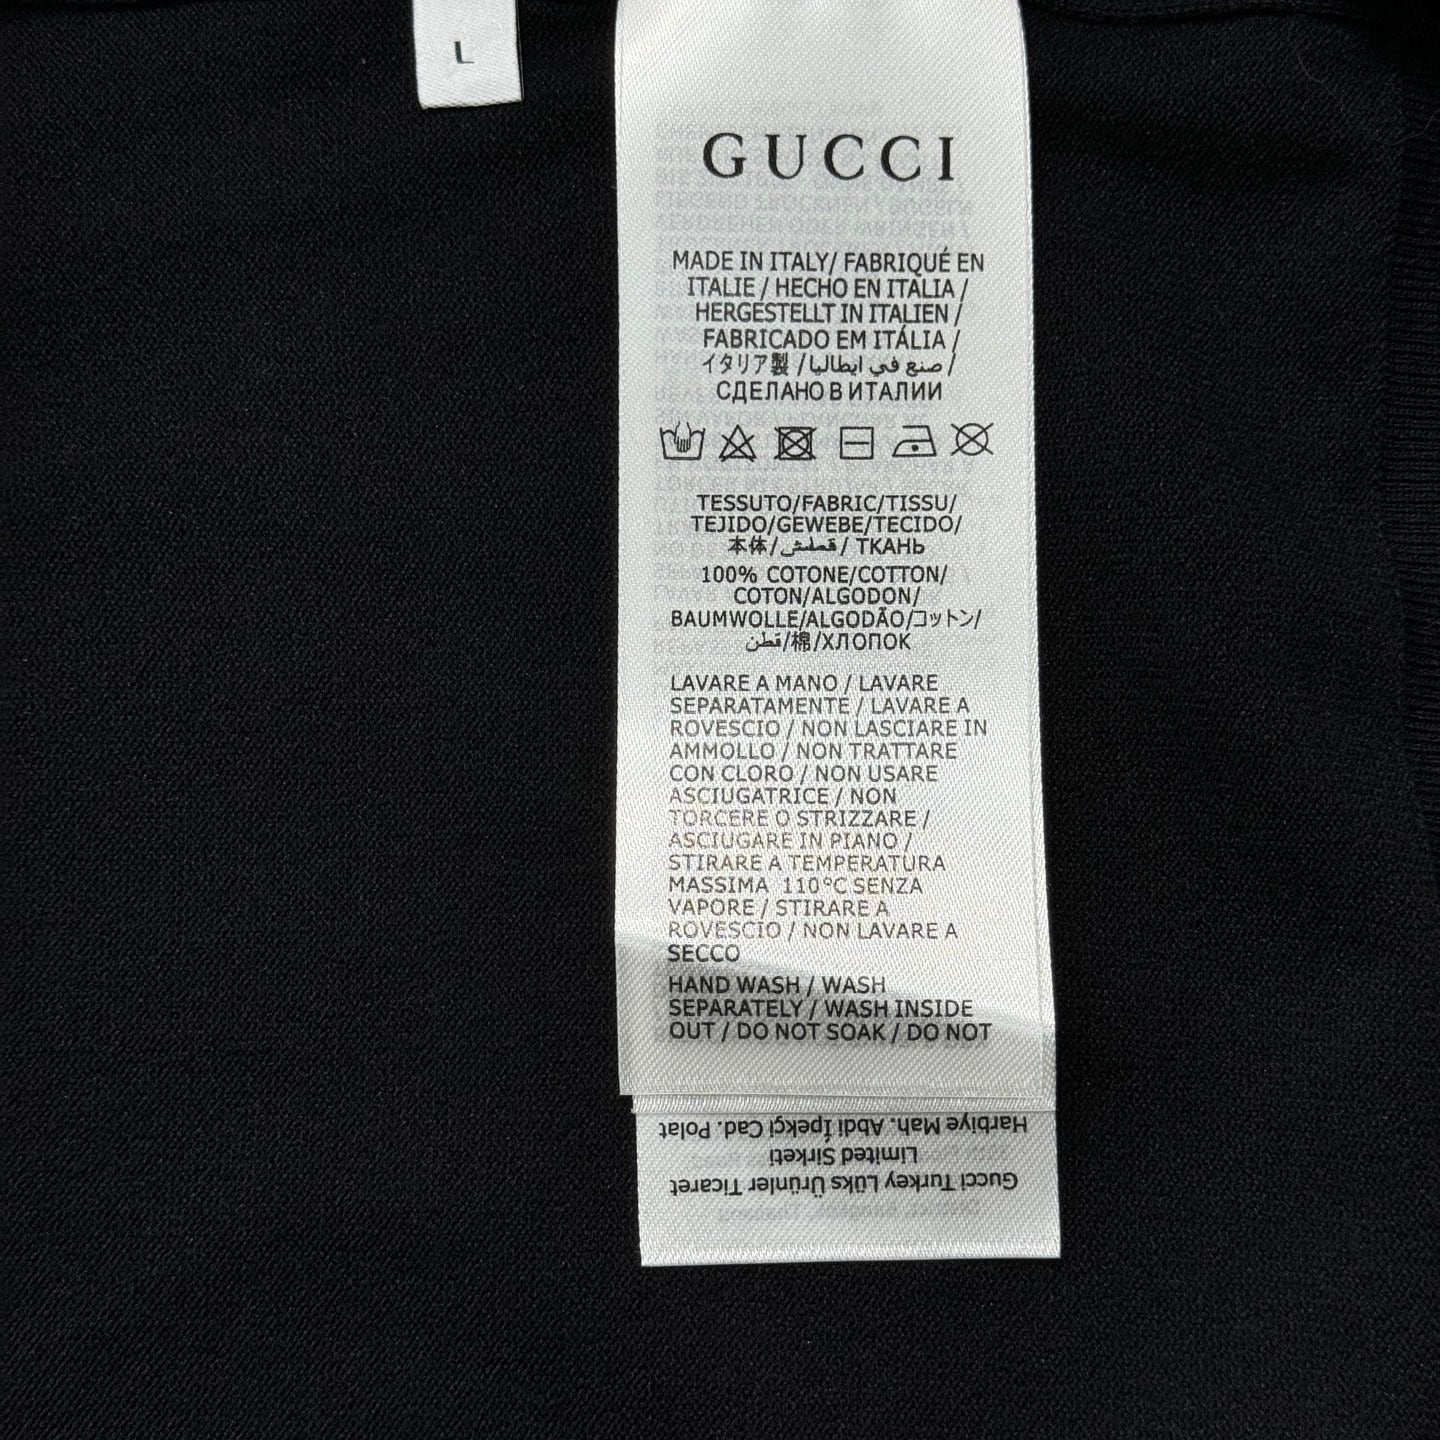 L
GUCCI
MADE IN ITALY/ FABRIQUÉ EN
ITALIE / HECHO EN ITALIA /
HERGESTELLT IN ITALIEN /
FABRICADO EM ITÁLIA /
イタリア製 / صنع في ايطاليا /
СДЕЛАНО В ИТАЛИИ
TESSUTO/FABRIC/TISSU/
TEJIDO/GEWEBE/TECIDO/
本体/ / ТКАНЬ
100% COTONE/COTTON/
COTON/ALGODON/
BAUMWOLLE/ALGODÃO/コットン/
قطن/棉/ХЛОПОК
LAVARE A MANO / LAVARE
SEPARATAMENTE / LAVARE A
ROVESCIO / NON LASCIARE IN
AMMOLLO / NON TRATTARE
CON CLORO / NON USARE
ASCIUGATRICE / NON
TORCERE O STRIZZARE /
ASCIUGARE IN PIANO /
STIRARE A TEMPERATURA
MASSIMA 110°C SENZA
VAPORE / STIRARE A
ROVESCIO / NON LAVARE A
SECCO
HAND WASH / WASH
SEPARATELY / WASH INSIDE
OUT / DO NOT SOAK / DO NOT
Gucci Turkey Lüks Ürünler Ticaret
Limited Sirketi
Harbiye Mah. Abdi İpekçi Cad. Polat